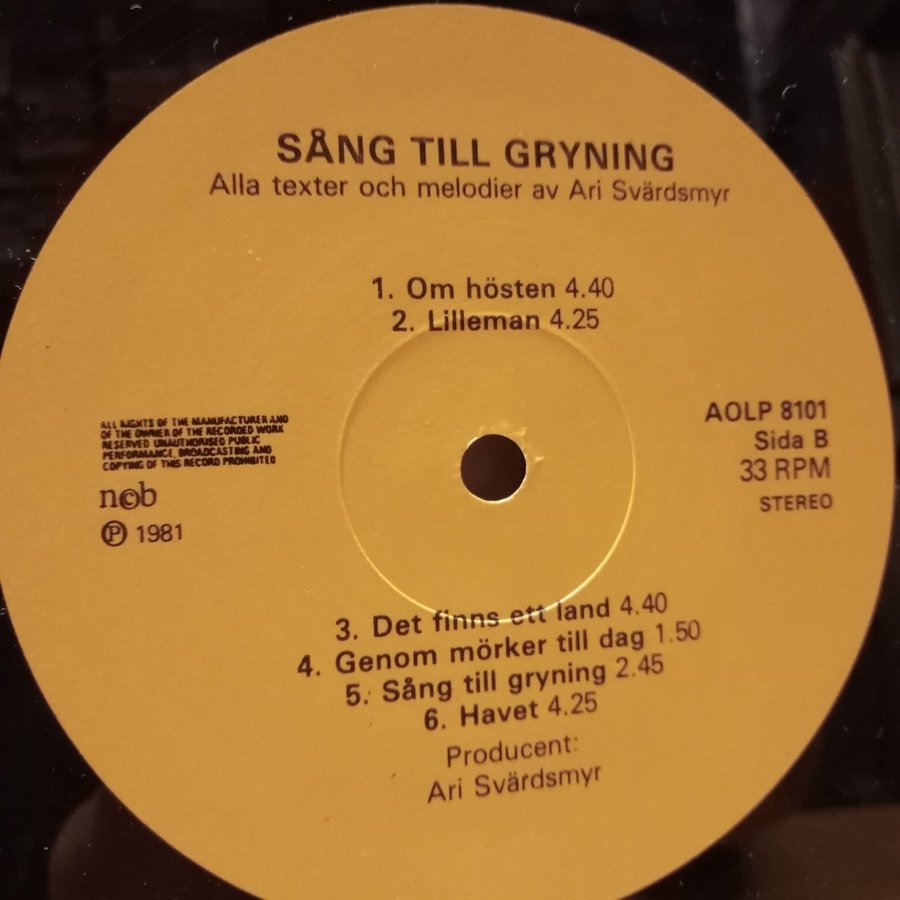 SÅNG TILL GRYNING
Alla texter och melodier av Ari Svärdsmyr
1. Om hösten 4.40
2. Lilleman 4.25
ALL RIGHTS OF THE MANUFACTURER AND
OF THE OWNER OF THE RECORDED WORK
RESERVED UNAUTHORISED PUBLIC
PERFORMANCE, BROADCASTING AND
COPYING OF THIS RECORD PROHIBITED
n©b
Ⓟ 1981
AOLP 8101
Sida B
33 RPM
STEREO
3. Det finns ett land 4.40
4. Genom mörker till dag 1.50
5. Sång till gryning 2.45
6. Havet 4.25
Producent:
Ari Svärdsmyr